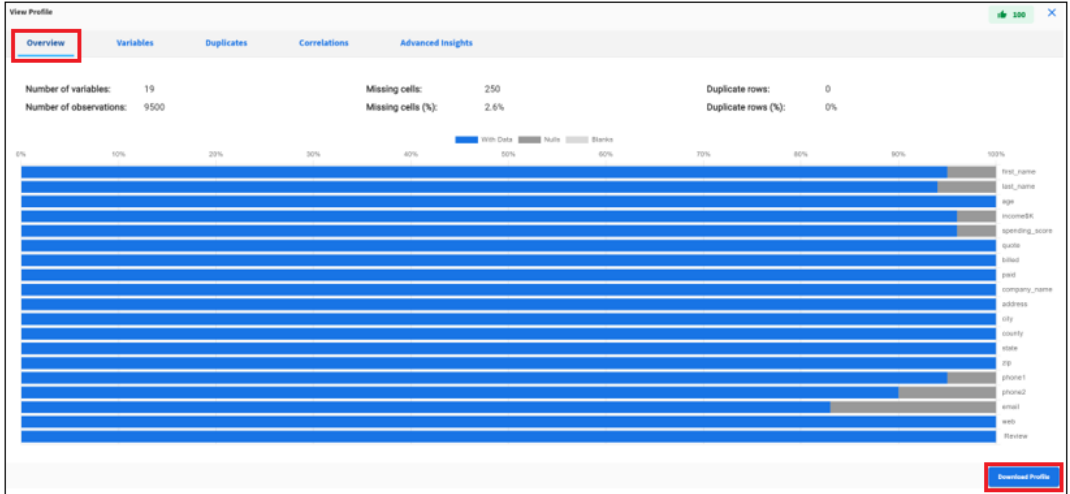 View Profile
100
Overview Variables Duplicates Correlations Advanced Insights
Number of variables: 19 Missing cells: 250 Duplicate rows: 0
Number of observations: 9500 Missing cells (%): 2.6% Duplicate rows (%): 0%
With Data Nulls Blanks
0% 10% 20% 30% 40% 50% 60% 70% 80% 90% 100%
first_name
last_name
age
income$K
spending_score
quote
billed
paid
company_name
address
city
county
state
zip
phone1
phone2
email
web
Review
Download Profile